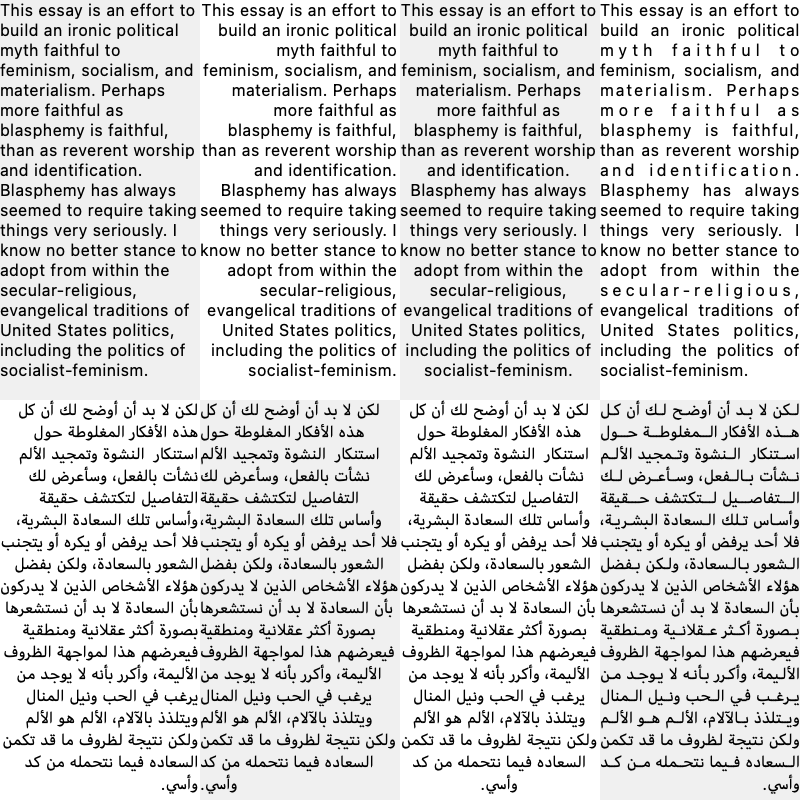 This essay is an effort to
build an ironic political
myth faithful to
feminism, socialism, and
materialism. Perhaps
more faithful as
blasphemy is faithful,
than as reverent worship
and identification.
Blasphemy has always
seemed to require taking
things very seriously. I
know no better stance to
adopt from within the
secular-religious,
evangelical traditions of
United States politics,
including the politics of
socialist-feminism.
This essay is an effort to
build an ironic political
myth faithful to
feminism, socialism, and
materialism. Perhaps
more faithful as
blasphemy is faithful,
than as reverent worship
and identification.
Blasphemy has always
seemed to require taking
things very seriously. I
know no better stance to
adopt from within the
secular-religious,
evangelical traditions of
United States politics,
including the politics of
socialist-feminism.
This essay is an effort to
build an ironic political
myth faithful to
feminism, socialism, and
materialism. Perhaps
more faithful as
blasphemy is faithful,
than as reverent worship
and identification.
Blasphemy has always
seemed to require taking
things very seriously. I
know no better stance to
adopt from within the
secular-religious,
evangelical traditions of
United States politics,
including the politics of
socialist-feminism.
This essay is an effort to
build an ironic political
myth faithful to
feminism, socialism, and
materialism. Perhaps
more faithful as
blasphemy is faithful,
than as reverent worship
and identification.
Blasphemy has always
seemed to require taking
things very seriously. I
know no better stance to
adopt from within the
secular-religious,
evangelical traditions of
United States politics,
including the politics of
socialist-feminism.
لكن لا بد أن أوضح لك أن كل
هذه الأفكار المغلوطة حول
استنكار النشوة وتمجيد الألم
نشأت بالفعل، وسأعرض لك
التفاصيل لتكتشف حقيقة
وأساس تلك السعادة البشرية،
فلا أحد يرفض أو يكره أو يتجنب
الشعور بالسعادة، ولكن بفضل
هؤلاء الأشخاص الذين لا يدركون
بأن السعادة لا بد أن نستشعرها
بصورة أكثر عقلانية ومنطقية
فيعرضهم هذا لمواجهة الظروف
الأليمة، وأكرر بأنه لا يوجد من
يرغب في الحب ونيل المنال
ويتلذذ بالآلام، الألم هو الألم
ولكن نتيجة لظروف ما قد تكمن
السعاده فيما نتحمله من كد
وأسي.
لكن لا بد أن أوضح لك أن كل
هذه الأفكار المغلوطة حول
استنكار النشوة وتمجيد الألم
نشأت بالفعل، وسأعرض لك
التفاصيل لتكتشف حقيقة
وأساس تلك السعادة البشرية،
فلا أحد يرفض أو يكره أو يتجنب
الشعور بالسعادة، ولكن بفضل
هؤلاء الأشخاص الذين لا يدركون
بأن السعادة لا بد أن نستشعرها
بصورة أكثر عقلانية ومنطقية
فيعرضهم هذا لمواجهة الظروف
الأليمة، وأكرر بأنه لا يوجد من
يرغب في الحب ونيل المنال
ويتلذذ بالآلام، الألم هو الألم
ولكن نتيجة لظروف ما قد تكمن
السعاده فيما نتحمله من كد
وأسي.
لكن لا بد أن أوضح لك أن كل
هذه الأفكار المغلوطة حول
استنكار النشوة وتمجيد الألم
نشأت بالفعل، وسأعرض لك
التفاصيل لتكتشف حقيقة
وأساس تلك السعادة البشرية،
فلا أحد يرفض أو يكره أو يتجنب
الشعور بالسعادة، ولكن بفضل
هؤلاء الأشخاص الذين لا يدركون
بأن السعادة لا بد أن نستشعرها
بصورة أكثر عقلانية ومنطقية
فيعرضهم هذا لمواجهة الظروف
الأليمة، وأكرر بأنه لا يوجد من
يرغب في الحب ونيل المنال
ويتلذذ بالآلام، الألم هو الألم
ولكن نتيجة لظروف ما قد تكمن
السعاده فيما نتحمله من كد
وأسي.
لكن لا بد أن أوضح لك أن كل
هذه الأفكار المغلوطة حول
استنكار النشوة وتمجيد الألم
نشأت بالفعل، وسأعرض لك
التفاصيل لتكتشف حقيقة
وأساس تلك السعادة البشرية،
فلا أحد يرفض أو يكره أو يتجنب
الشعور بالسعادة، ولكن بفضل
هؤلاء الأشخاص الذين لا يدركون
بأن السعادة لا بد أن نستشعرها
بصورة أكثر عقلانية ومنطقية
فيعرضهم هذا لمواجهة الظروف
الأليمة، وأكرر بأنه لا يوجد من
يرغب في الحب ونيل المنال
ويتلذذ بالآلام، الألم هو الألم
ولكن نتيجة لظروف ما قد تكمن
السعاده فيما نتحمله من كد
وأسي.